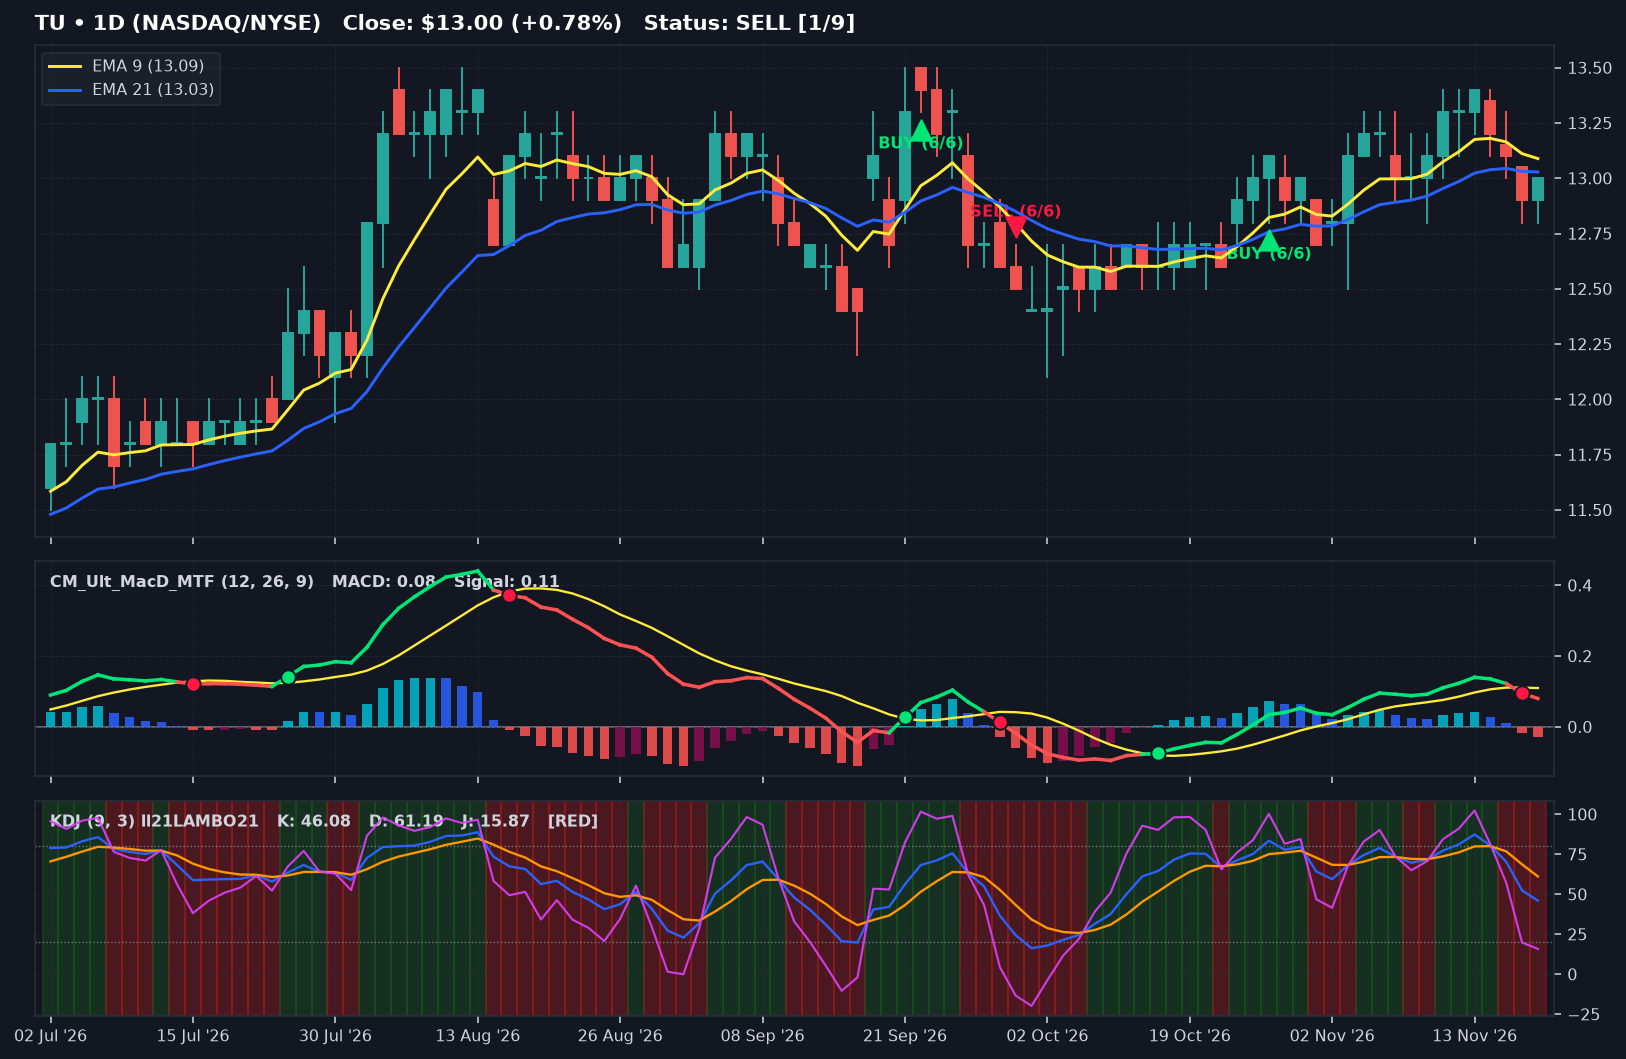 TU • 1D (NASDAQ/NYSE)   Close: $13.00 (+0.78%)   Status: SELL [1/9]
EMA 9 (13.09)
EMA 21 (13.03)
13.50
13.25
13.00
12.75
12.50
12.25
12.00
11.75
11.50
BUY (6/6)
SELL (6/6)
BUY (6/6)
CM_Ult_MacD_MTF (12, 26, 9)   MACD: 0.08   Signal: 0.11
0.4
0.2
0.0
KDJ (9, 3) II21LAMBO21   K: 46.08   D: 61.19   J: 15.87   [RED]
100
75
50
25
0
−25
02 Jul '26
15 Jul '26
30 Jul '26
13 Aug '26
26 Aug '26
08 Sep '26
21 Sep '26
02 Oct '26
19 Oct '26
02 Nov '26
13 Nov '26